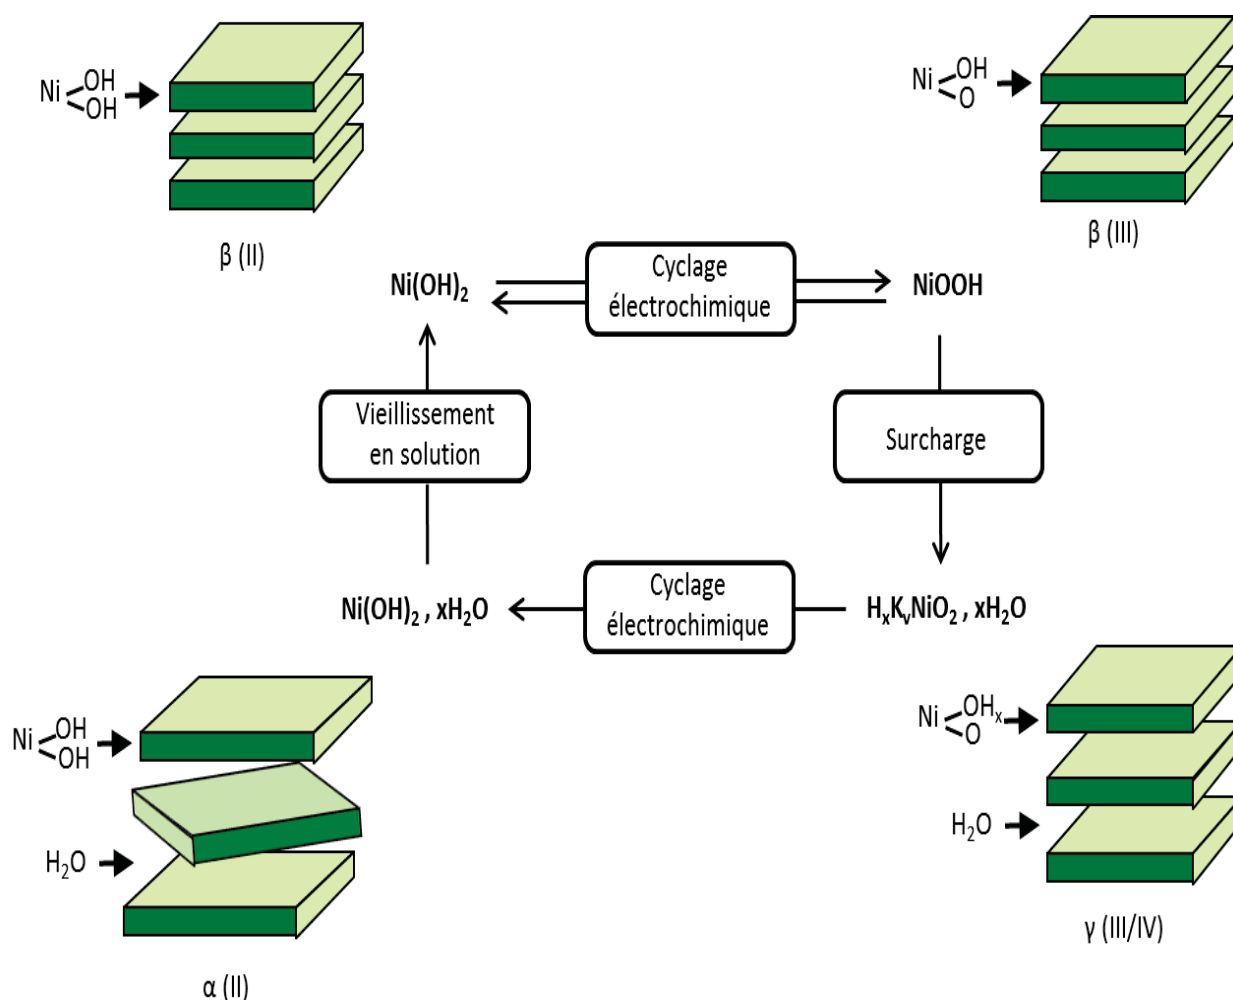 Ni OH
OH
β (II)
Ni OH
O
β (III)
Ni(OH)₂
Cyclage
électrochimique
NiOOH
Vieillissement
en solution
Surcharge
Ni(OH)₂ , xH₂O
Cyclage
électrochimique
HₓKᵧNiO₂ , xH₂O
Ni OH
OH
H₂O
α (II)
Ni OHₓ
O
H₂O
γ (III/IV)